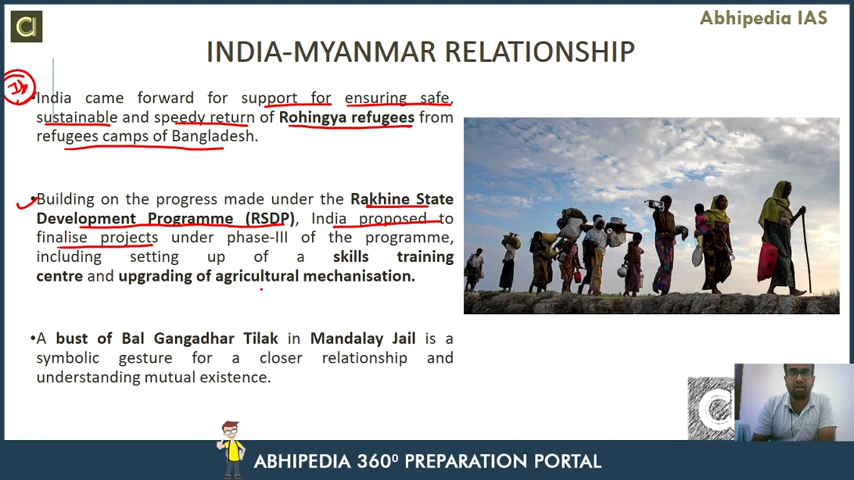 Abhipedia IAS
INDIA-MYANMAR RELATIONSHIP
•India came forward for support for ensuring safe,
sustainable and speedy return of Rohingya refugees from
refugees camps of Bangladesh.
•Building on the progress made under the Rakhine State
Development Programme (RSDP), India proposed to
finalise projects under phase-III of the programme,
including setting up of a skills training
centre and upgrading of agricultural mechanisation.
•A bust of Bal Gangadhar Tilak in Mandalay Jail is a
symbolic gesture for a closer relationship and
understanding mutual existence.
ABHIPEDIA 360⁰ PREPARATION PORTAL